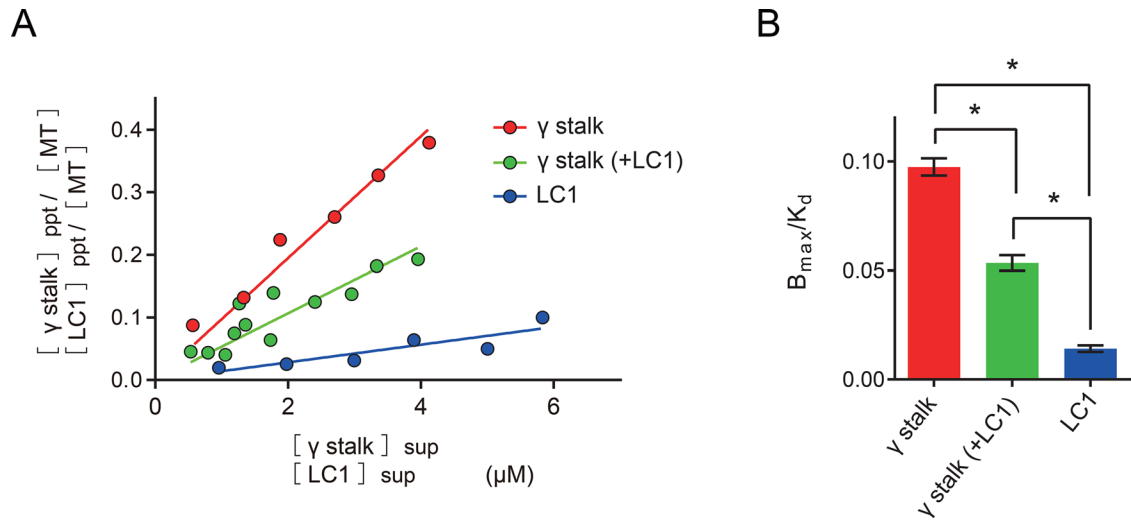 A
B
[ γ stalk ] ppt / [ MT ]
[ LC1 ] ppt / [ MT ]
0.4
0.3
0.2
0.1
0.0
0
2
4
6
[ γ stalk ] sup
[ LC1 ] sup (μM)
γ stalk
γ stalk (+LC1)
LC1
Bmax/Kd
0.10
0.05
0.00
*
*
*
γ stalk
γ stalk (+LC1)
LC1